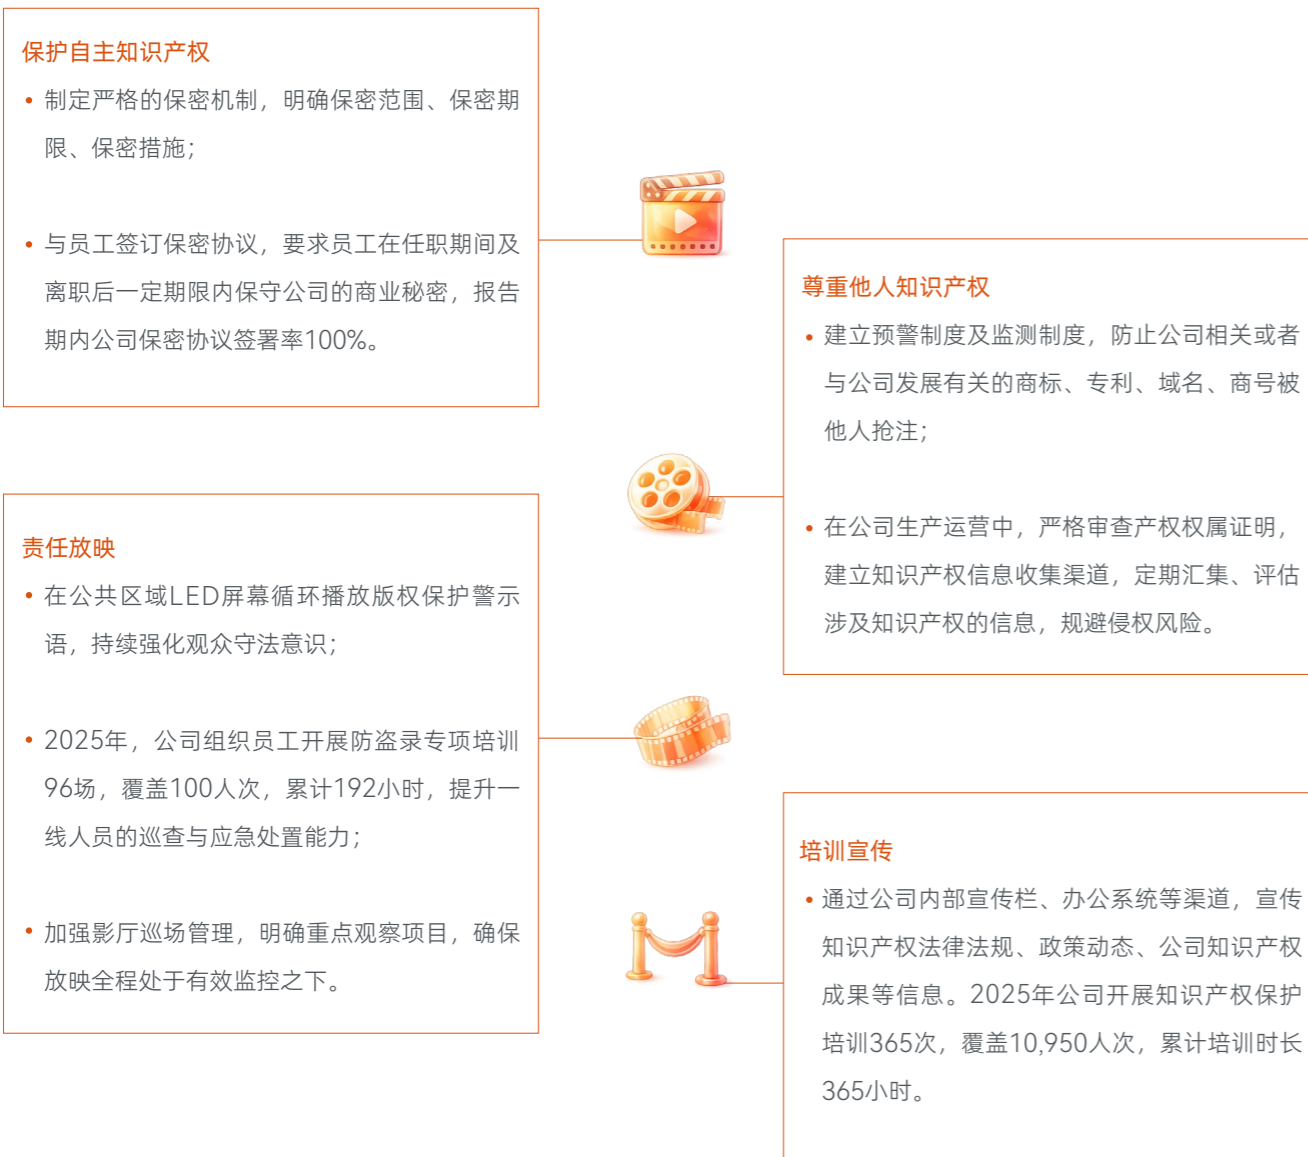 保护自主知识产权
• 制定严格的保密机制，明确保密范围、保密期
限、保密措施；
• 与员工签订保密协议，要求员工在任职期间及
离职后一定期限内保守公司的商业秘密，报告
期内公司保密协议签署率100%。
尊重他人知识产权
• 建立预警制度及监测制度，防止公司相关或者
与公司发展有关的商标、专利、域名、商号被
他人抢注；
• 在公司生产运营中，严格审查产权权属证明，
建立知识产权信息收集渠道，定期汇集、评估
涉及知识产权的信息，规避侵权风险。
责任放映
• 在公共区域LED屏幕循环播放版权保护警示
语，持续强化观众守法意识；
• 2025年，公司组织员工开展防盗录专项培训
96场，覆盖100人次，累计192小时，提升一
线人员的巡查与应急处置能力；
• 加强影厅巡场管理，明确重点观察项目，确保
放映全程处于有效监控之下。
培训宣传
• 通过公司内部宣传栏、办公系统等渠道，宣传
知识产权法律法规、政策动态、公司知识产权
成果等信息。2025年公司开展知识产权保护
培训365次，覆盖10,950人次，累计培训时长
365小时。